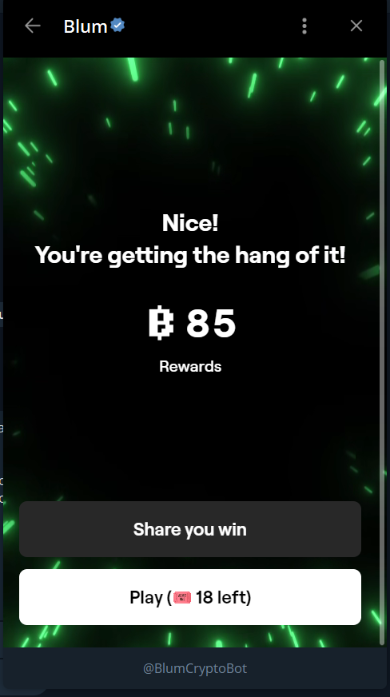 Blum
Nice!
You're getting the hang of it!
85
Rewards
Share you win
Play (🎟 18 left)
@BlumCryptoBot